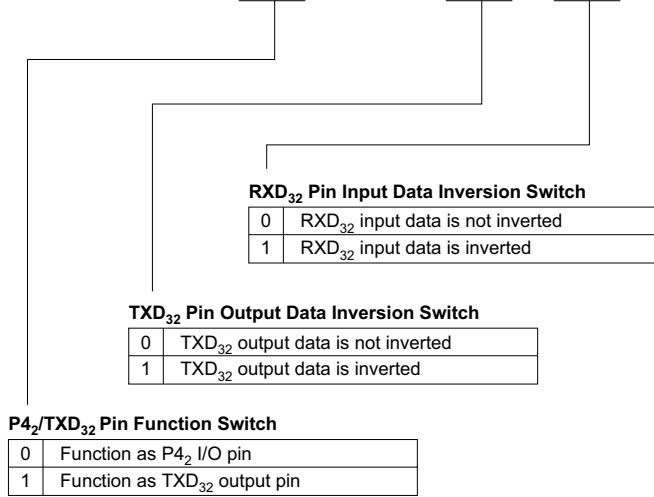 RXD32 Pin Input Data Inversion Switch
0 RXD32 input data is not inverted
1 RXD32 input data is inverted
TXD32 Pin Output Data Inversion Switch
0 TXD32 output data is not inverted
1 TXD32 output data is inverted
P42/TXD32 Pin Function Switch
0 Function as P42 I/O pin
1 Function as TXD32 output pin